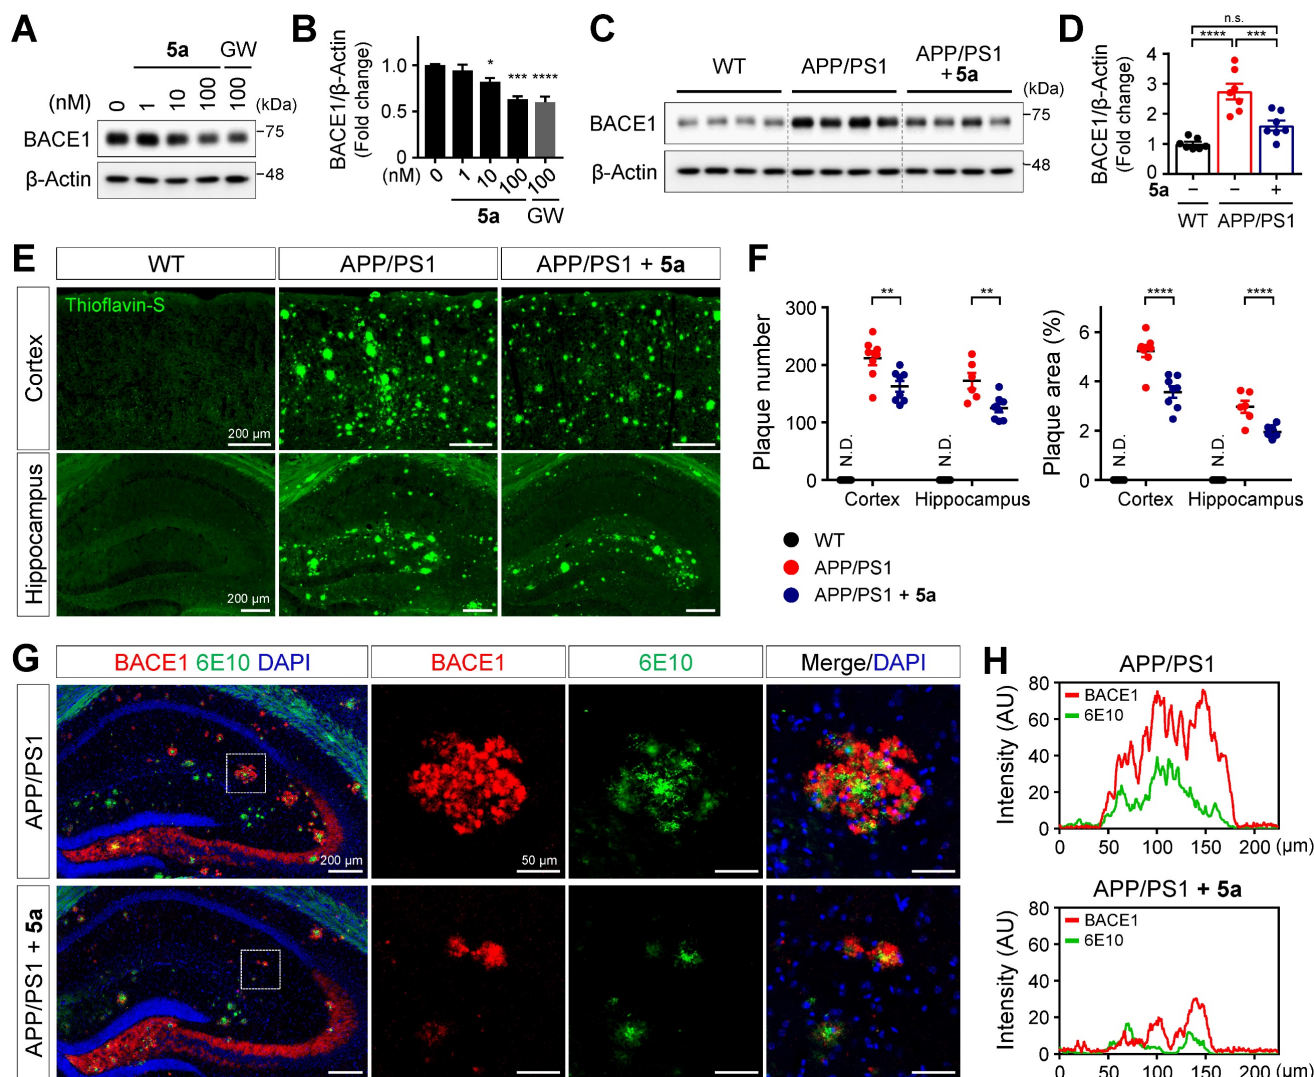 A
5a GW
(nM) 0 1 10 100 100 (kDa)
BACE1 75
β-Actin 48
B
BACE1/β-Actin
(Fold change)
1.0
0.5
0
* *** ****
(nM) 0 1 10 100 100
5a GW
C
WT APP/PS1 APP/PS1
+ 5a
(kDa)
BACE1 75
β-Actin 48
D
BACE1/β-Actin
(Fold change)
n.s.
**** ***
4
3
2
1
0
5a − − +
WT APP/PS1
E
WT APP/PS1 APP/PS1 + 5a
Cortex
Thioflavin-S
200 μm
Hippocampus
200 μm
F
Plaque number
300
200
100
0
** **
N.D. N.D.
Cortex Hippocampus
Plaque area (%)
6
4
2
0
**** ****
N.D. N.D.
Cortex Hippocampus
WT
APP/PS1
APP/PS1 + 5a
G
BACE1 6E10 DAPI BACE1 6E10 Merge/DAPI
APP/PS1
200 μm 50 μm
APP/PS1 + 5a
H
APP/PS1
Intensity (AU)
80
60
40
20
0
BACE1
6E10
0 50 100 150 200 (μm)
APP/PS1 + 5a
Intensity (AU)
80
60
40
20
0
BACE1
6E10
0 50 100 150 200 (μm)